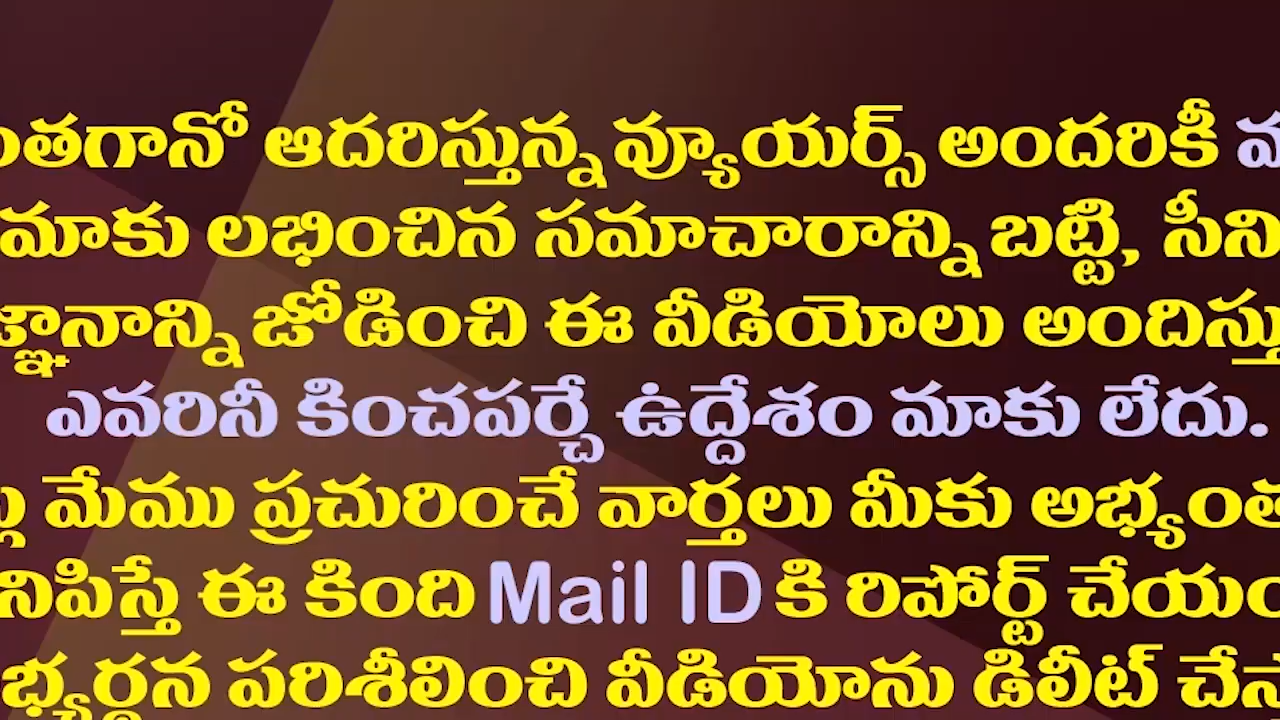 ఆదరిస్తున్న వ్యూయర్స్ అందరికీ
మాకు లభించిన సమాచారాన్ని బట్టి,
జోడించి ఈ వీడియోలు
ఎవరినీ కించపర్చే ఉద్దేశం మాకు లేదు.
మేము ప్రచురించే వార్తలు మీకు
ఈ కింది Mail ID కి రిపోర్ట్
పరిశీలించి వీడియోను డిలీట్